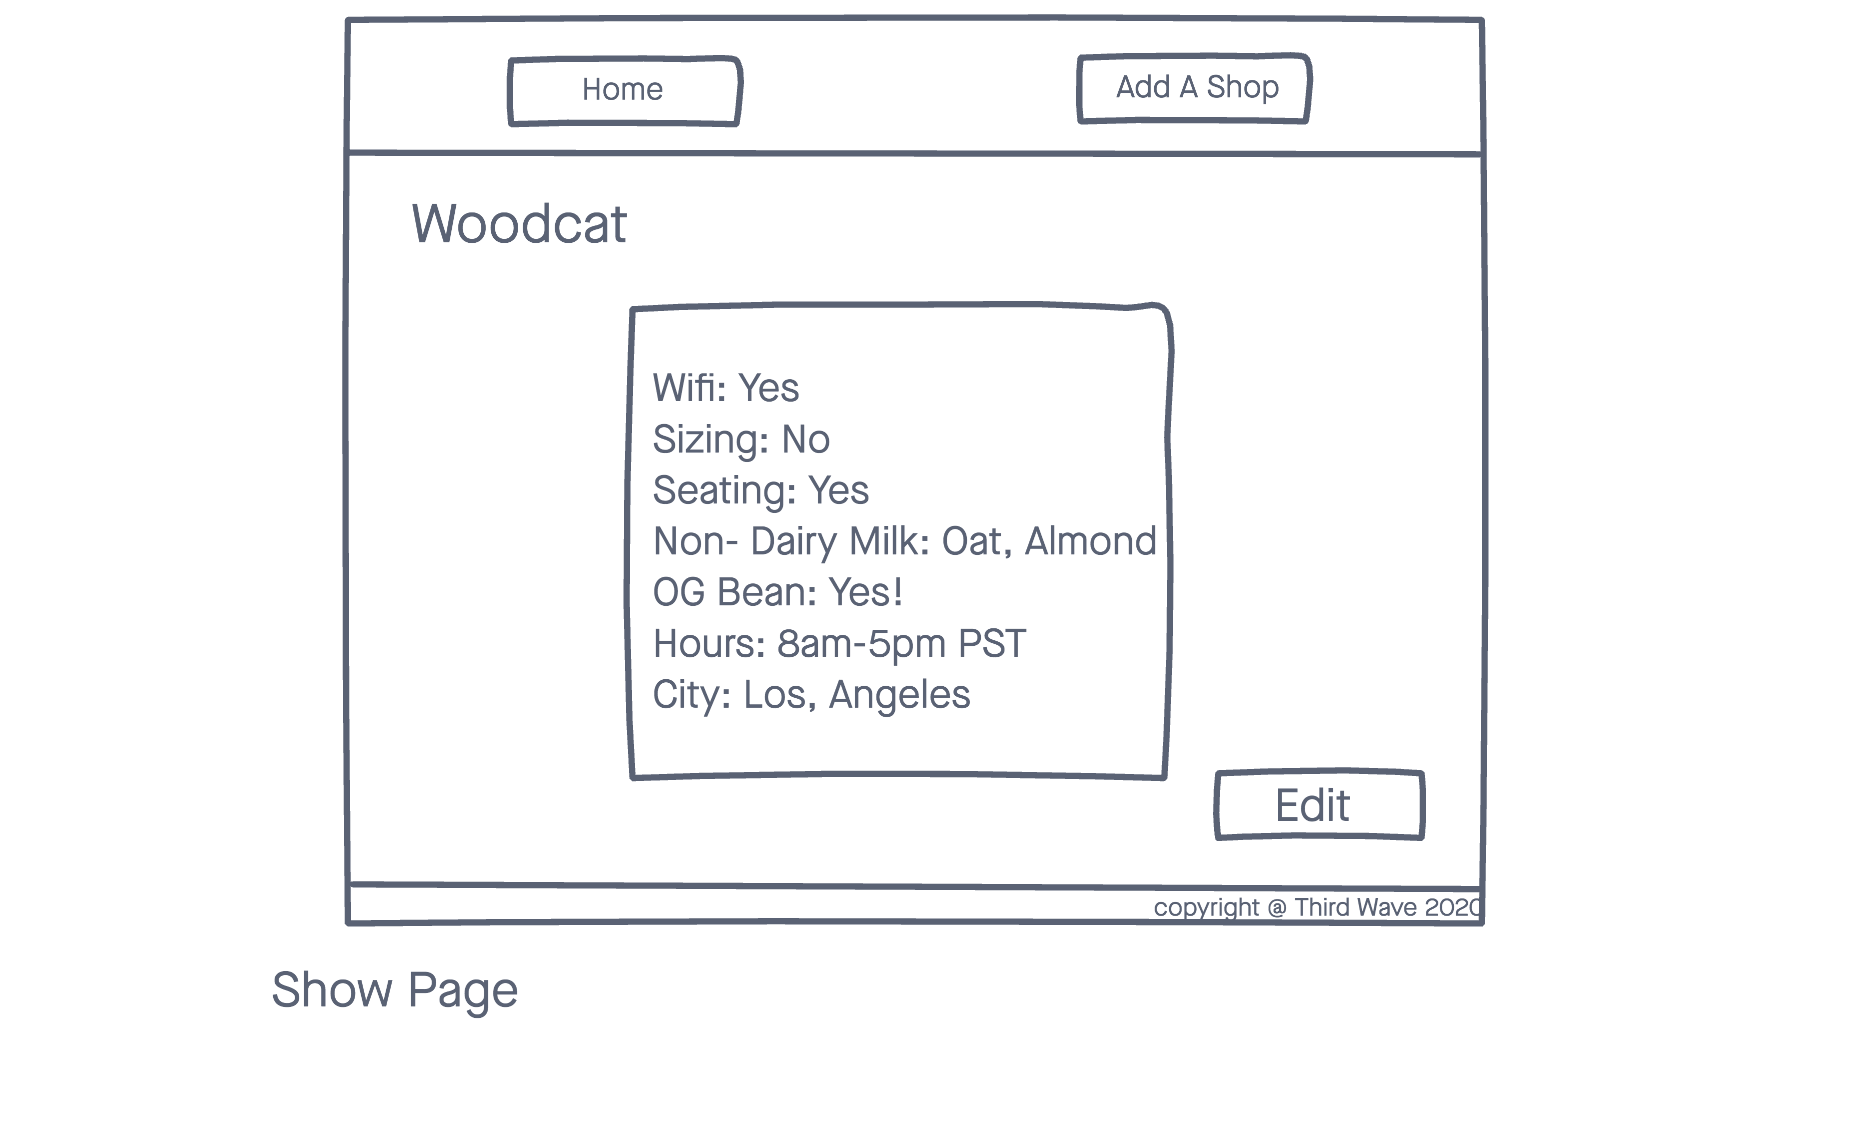 Home
Add A Shop
Woodcat
Wifi: Yes
Sizing: No
Seating: Yes
Non- Dairy Milk: Oat, Almond
OG Bean: Yes!
Hours: 8am-5pm PST
City: Los, Angeles
Edit
copyright @ Third Wave 2020
Show Page